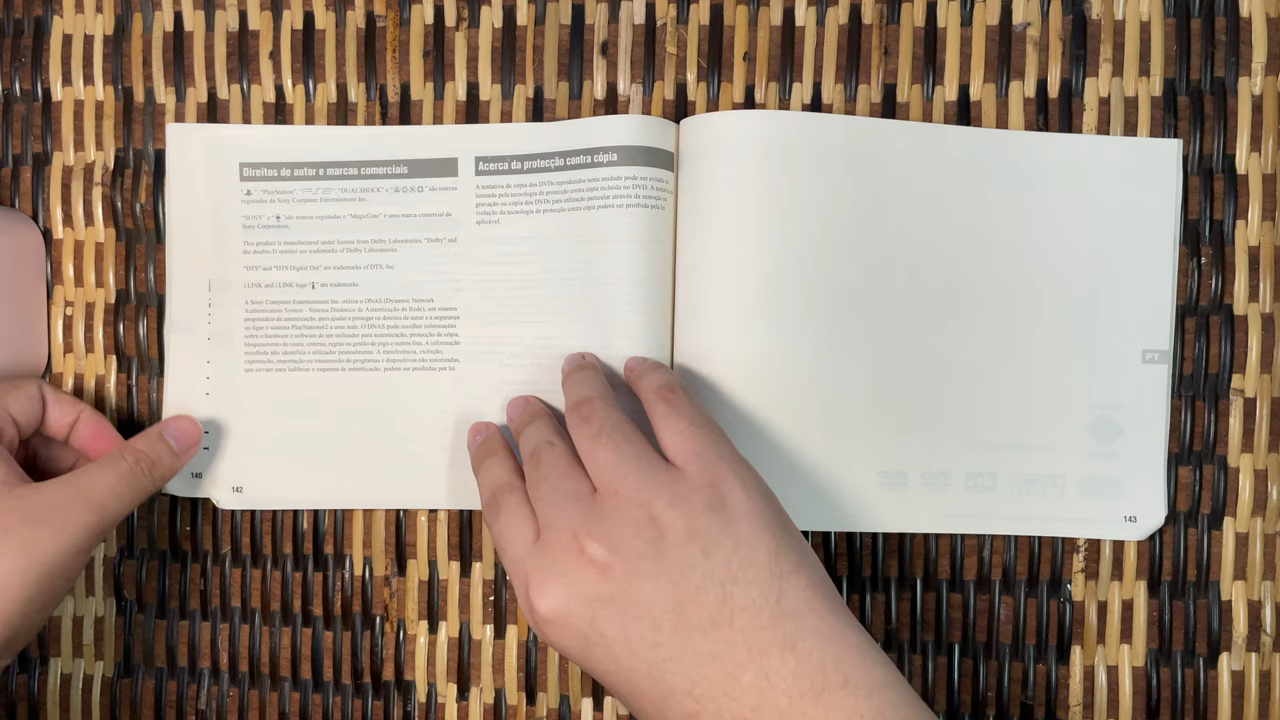 Direitos de autor e marcas comerciais
" ", "PlayStation", "PS2", "DUALSHOCK" e "△○×□" são marcas
registadas da Sony Computer Entertainment Inc.
"SONY" e " " são marcas registadas e "MagicGate" é uma marca comercial da
Sony Corporation.
This product is manufactured under license from Dolby Laboratories. "Dolby" and
the double-D symbol are trademarks of Dolby Laboratories.
"DTS" and "DTS Digital Out" are trademarks of DTS, Inc.
i.LINK and i.LINK logo " " are trademarks.
A Sony Computer Entertainment Inc. utiliza o DNAS (Dynamic Network
Authentication System - Sistema Dinâmico de Autenticação da Rede), um sistema
proprietário de autenticação, para ajudar a proteger os direitos de autor e a segurança
ao ligar o sistema PlayStation®2 a uma rede. O DNAS pode recolher informações
sobre o hardware e software de um utilizador para autenticação, protecção de cópia,
bloqueamento de conta, sistema, regras ou gestão de jogo e outros fins. A informação
recolhida não identifica o utilizador pessoalmente. A transferência, exibição,
exportação, importação ou transmissão de programas e dispositivos não autorizadas,
que sirvam para ludibriar o esquema de autenticação, podem ser proibidas por lei.
Acerca da protecção contra cópia
A tentativa de cópia dos DVDs reproduzidos nesta unidade pode ser evitada ou
limitada pela tecnologia de protecção contra cópia incluída no DVD. A tentativa
gravação ou cópia dos DVDs para utilização particular através da remoção ou
violação da tecnologia de protecção contra cópia poderá ser proibida pela lei
aplicável.
140
142
PT
143